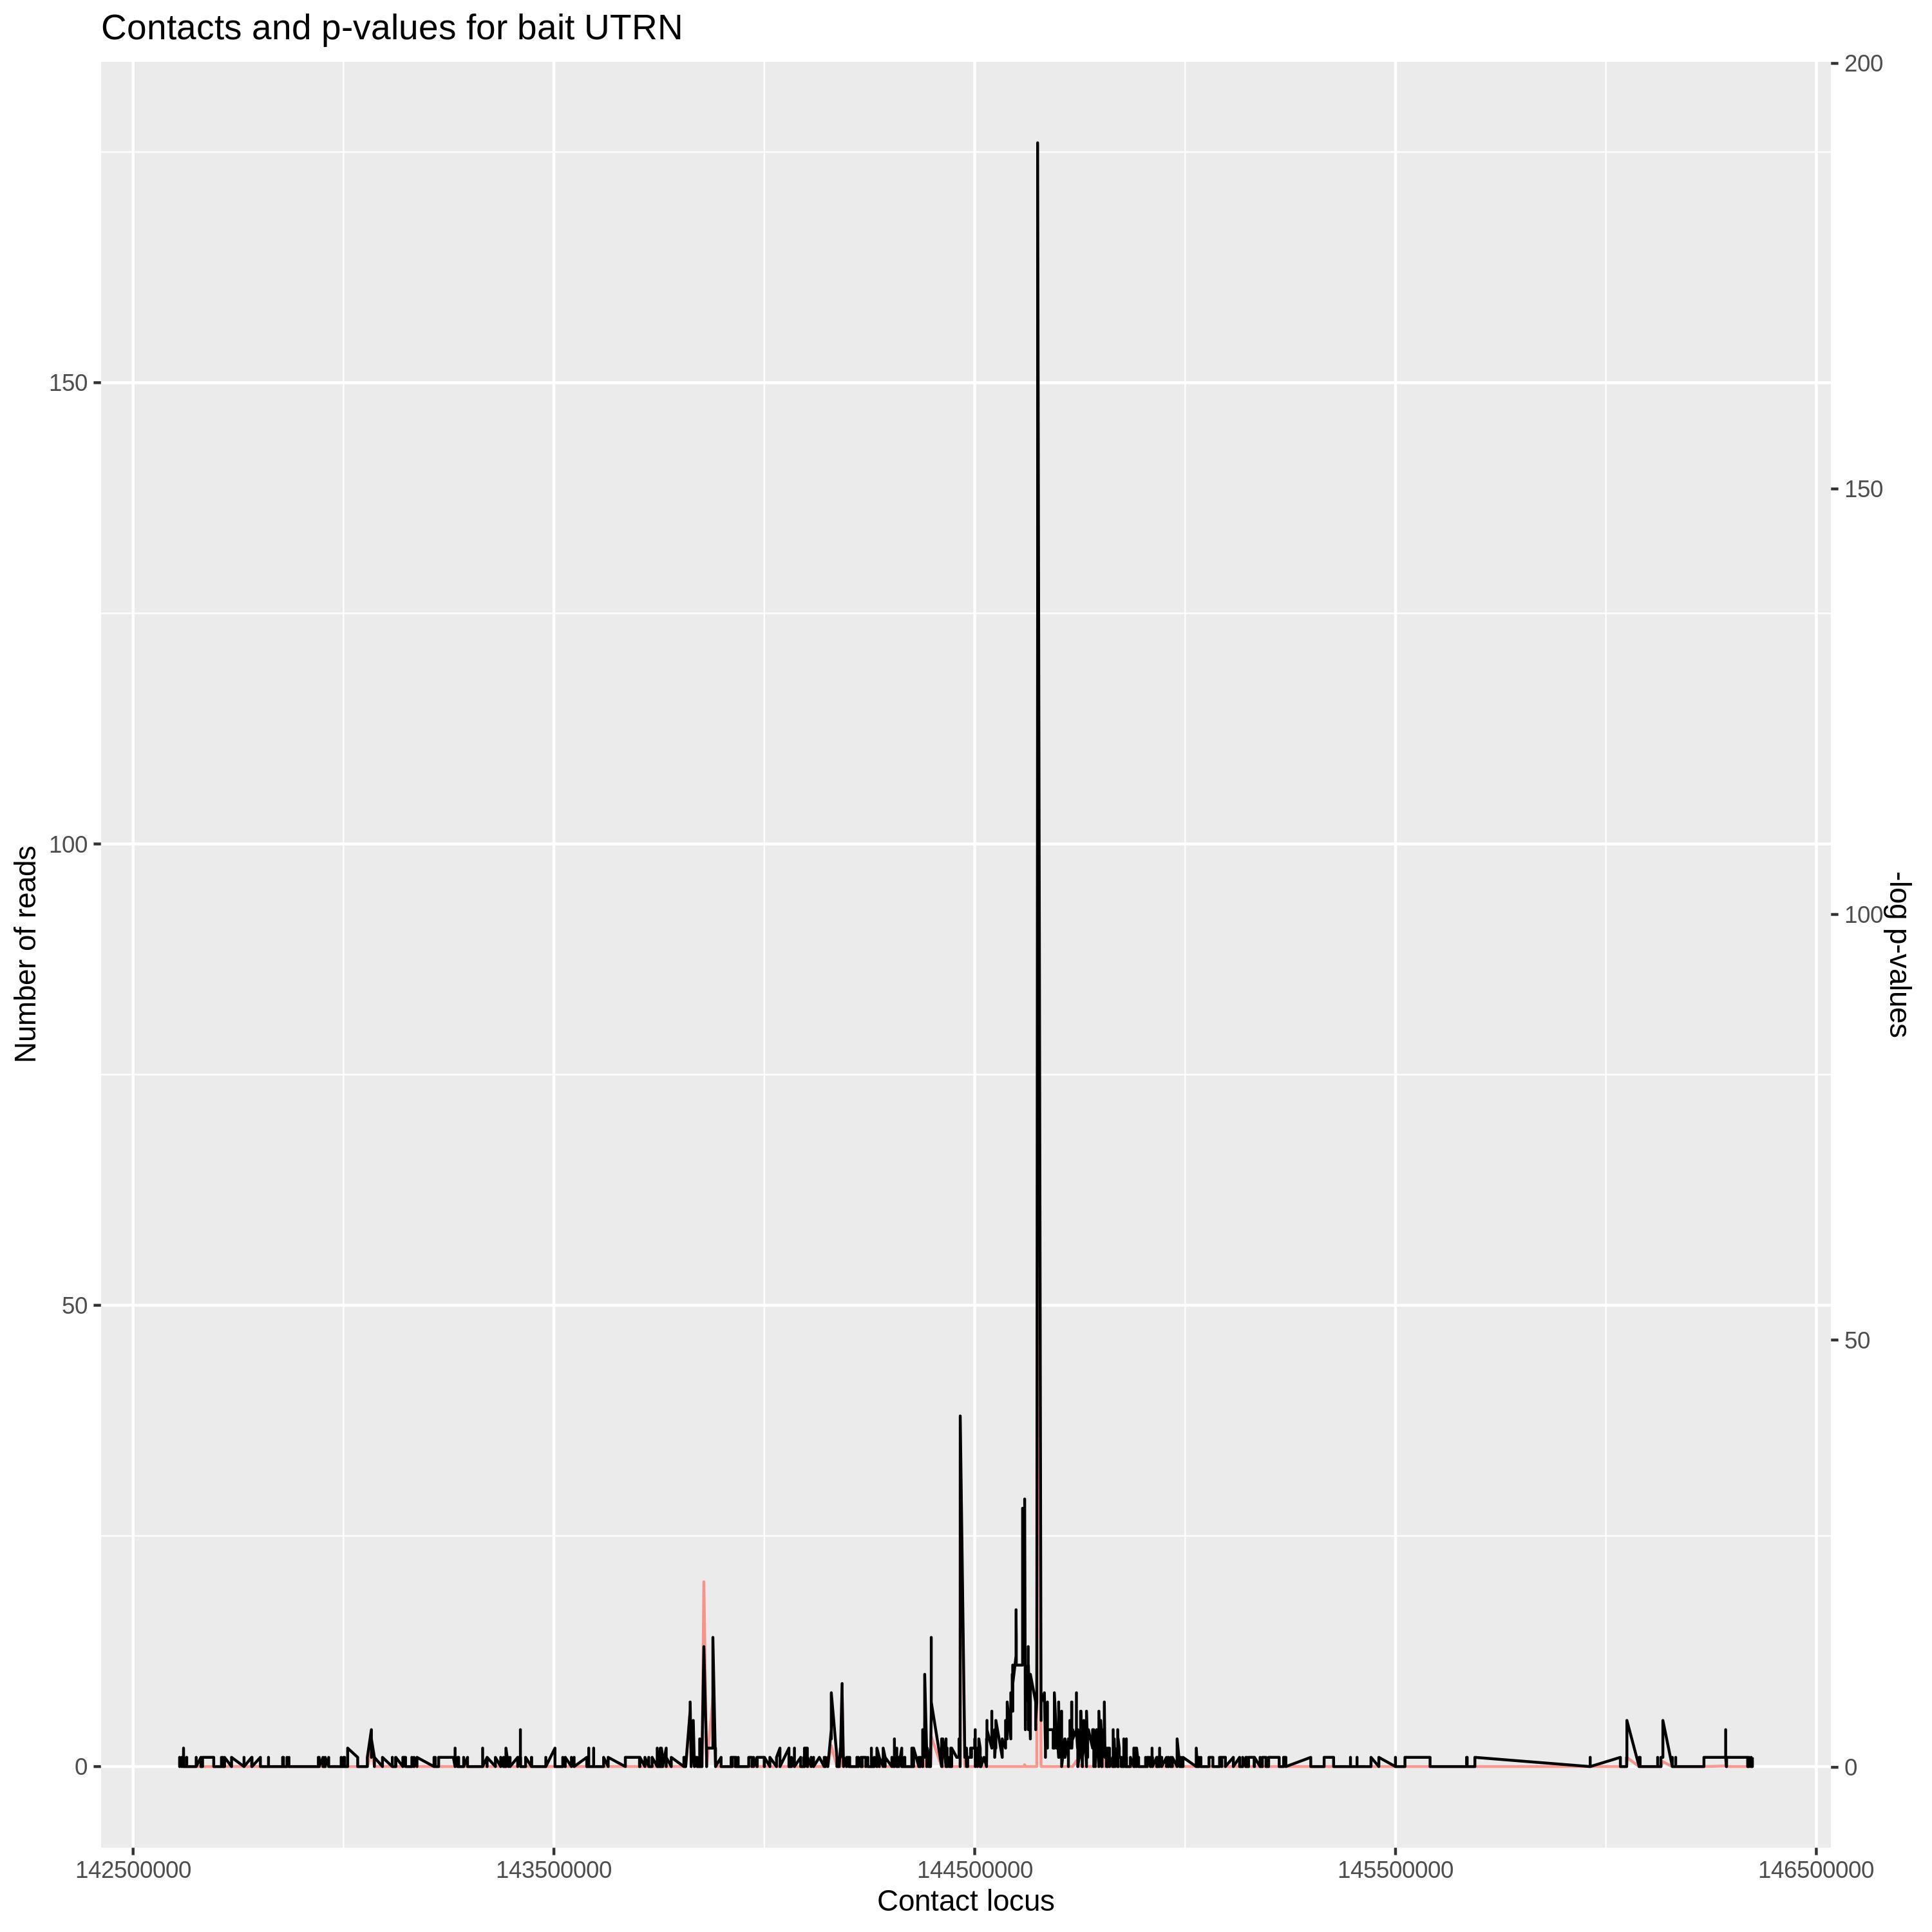 Contacts and p-values for bait UTRN
200
150
150
100
100
50
50
0
0
Number of reads
-log p-values
142500000 143500000 144500000 145500000 146500000
Contact locus